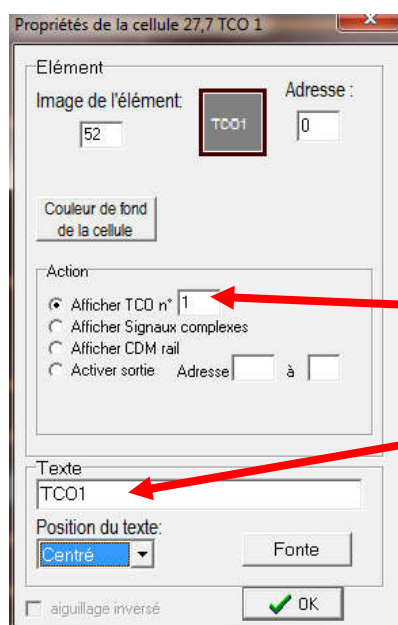 Propriétés de la cellule 27,7 TCO 1
X
Elément
Image de l'élément:
Adresse :
52
TCO1
0
Couleur de fond
de la cellule
Action
Afficher TCO n° 1
Afficher Signaux complexes
Afficher CDM rail
Activer sortie Adresse à
Texte
TCO1
Position du texte:
Centré
Fonte
aiguillage inversé
OK